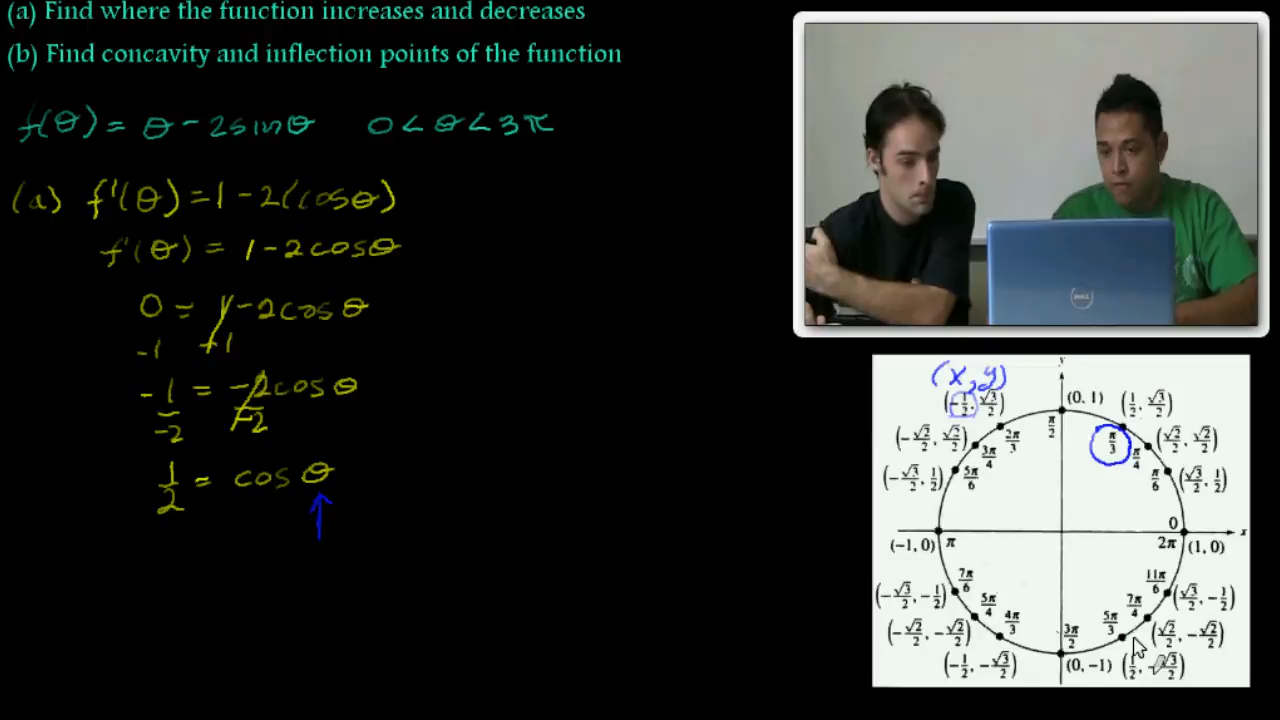 (a) Find where the function increases and decreases
(b) Find concavity and inflection points of the function
f(θ) = θ - 2sinθ   0 < θ < 3π
(a) f'(θ) = 1 - 2(cosθ)
f'(θ) = 1 - 2cosθ
0 = 1 - 2cosθ
-1   +1
-1 = -2cosθ
-2   -2
1/2 = cosθ
DELL
(x, y)
y
(-1/2, √3/2) (0, 1) (1/2, √3/2)
π/2
(-√2/2, √2/2) 3π/4 2π/3 π/3 π/4 (√2/2, √2/2)
(-√3/2, 1/2) 5π/6 π/6 (√3/2, 1/2)
0 x
(-1, 0) π 2π (1, 0)
(-√3/2, -1/2) 7π/6 11π/6 (√3/2, -1/2)
5π/4 7π/4
(-√2/2, -√2/2) 4π/3 3π/2 5π/3 (√2/2, -√2/2)
(-1/2, -√3/2) (0, -1) (1/2, -√3/2)